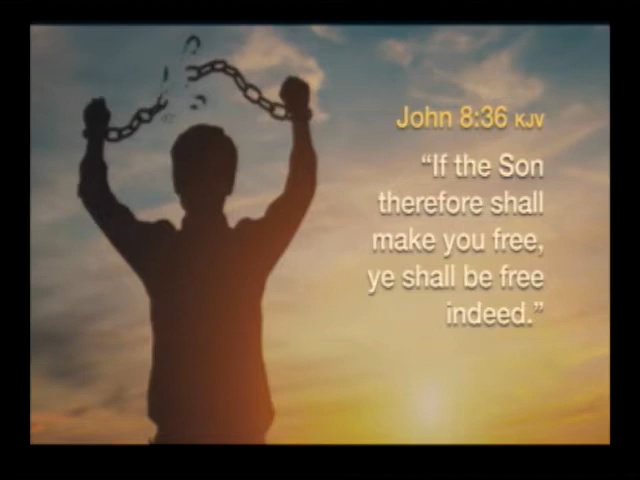 John 8:36 KJV
“If the Son
therefore shall
make you free,
ye shall be free
indeed.”